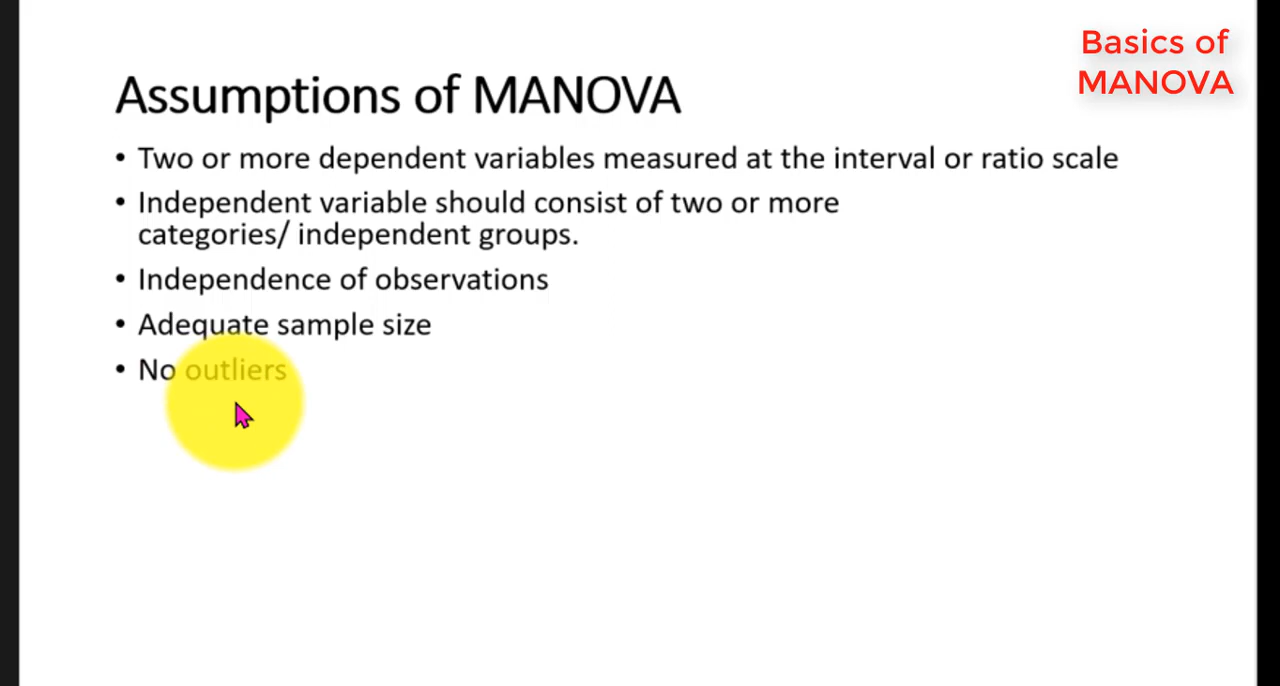 Basics of
MANOVA
Assumptions of MANOVA
• Two or more dependent variables measured at the interval or ratio scale
• Independent variable should consist of two or more
categories/ independent groups.
• Independence of observations
• Adequate sample size
• No outliers